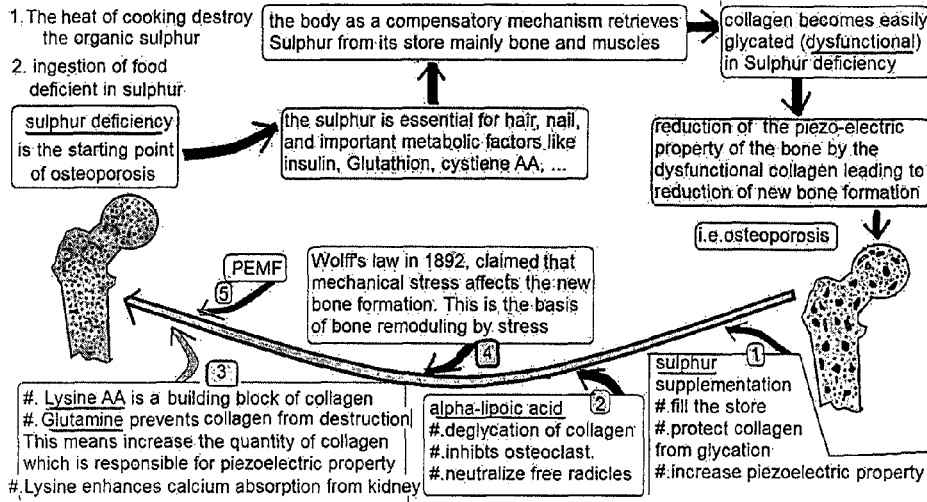 1. The heat of cooking destroy
the organic sulphur
2. ingestion of food
deficient in sulphur
sulphur deficiency
is the starting point
of osteoporosis
the sulphur is essential for hair, nail,
and important metabolic factors like
insulin, Glutathion, cystiene AA, ...
the body as a compensatory mechanism retrieves
Sulphur from its store mainly bone and muscles
collagen becomes easily
glycated (dysfunctional)
in Sulphur deficiency
reduction of the piezo-electric
property of the bone by the
dysfunctional collagen leading to
reduction of new bone formation
i.e.osteoporosis
1
sulphur
supplementation
#.fill the store
#.protect collagen
from glycation
#.increase piezoelectric property
2
alpha-lipoic acid
#.deglycation of collagen
#.inhibts osteoclast.
#.neutralize free radicles
3
#. Lysine AA is a building block of collagen
#. Glutamine prevents collagen from destruction
This means increase the quantity of collagen
which is responsible for piezoelectric property
#.Lysine enhances calcium absorption from kidney
Wolff's law in 1892, claimed that
mechanical stress affects the new
bone formation. This is the basis
of bone remoduling by stress
4
PEMF
5